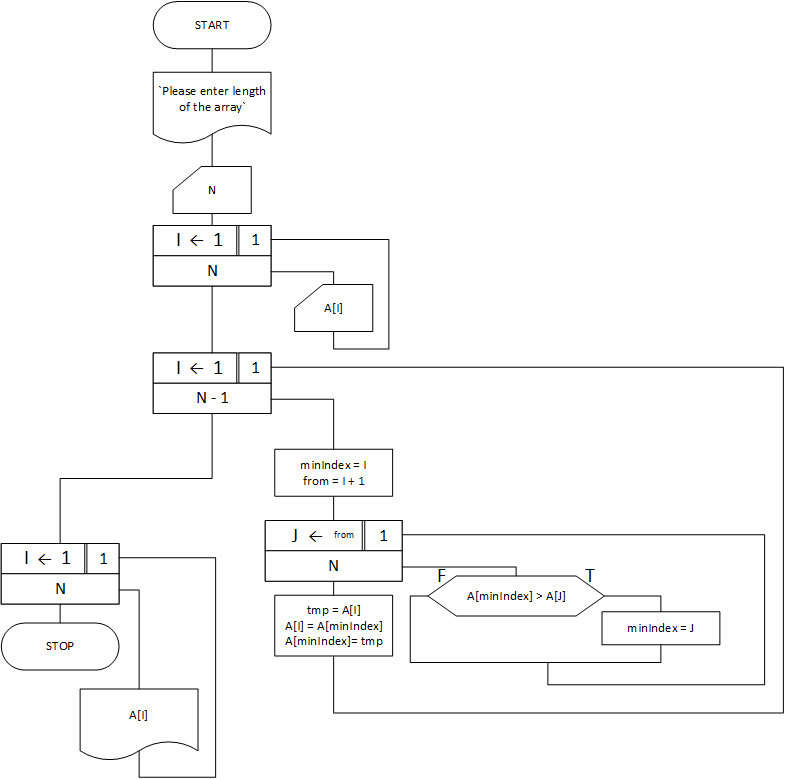 START
`Please enter length
of the array`
N
I ← 1 1
N
A[I]
I ← 1 1
N - 1
minIndex = I
from = I + 1
J ← from 1
N
F
T
A[minIndex] > A[J]
minIndex = J
tmp = A[I]
A[I] = A[minIndex]
A[minIndex]= tmp
I ← 1 1
N
STOP
A[I]